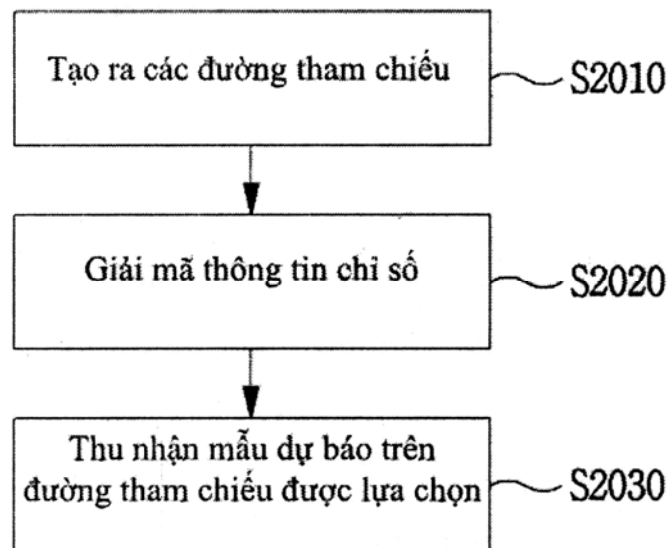 Tạo ra các đường tham chiếu
S2010
Giải mã thông tin chỉ số
S2020
Thu nhận mẫu dự báo trên
đường tham chiếu được lựa chọn
S2030